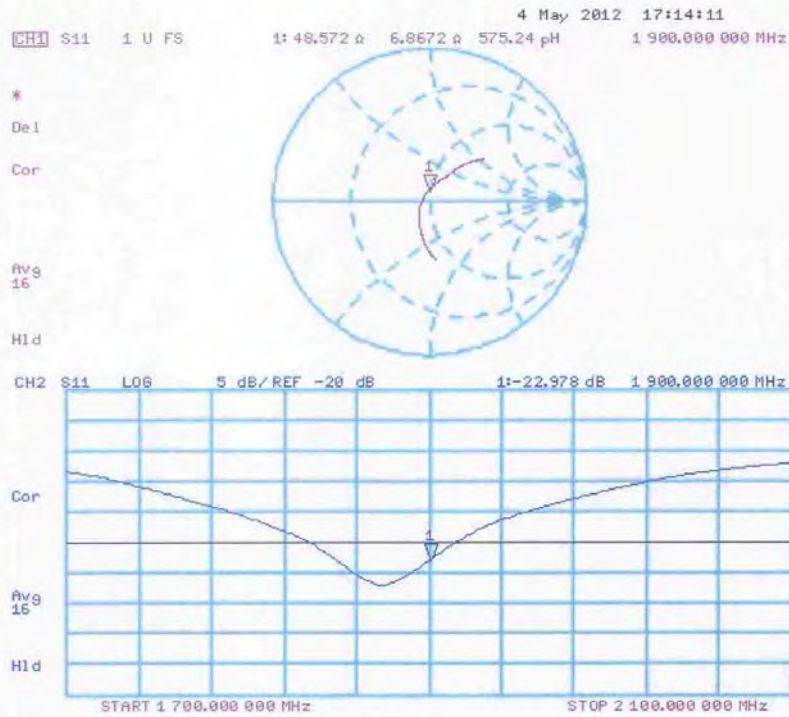 4 May 2012 17:14:11
CH1 S11 1 U FS 1: 48.572 Ω 6.8672 Ω 575.24 pH 1 900.000 000 MHz
*
Del
Cor
1
Avg
16
Hld
CH2 S11 LOG 5 dB/REF -20 dB 1:-22.978 dB 1 900.000 000 MHz
Cor
1
Avg
16
Hld
START 1 700.000 000 MHz STOP 2 100.000 000 MHz